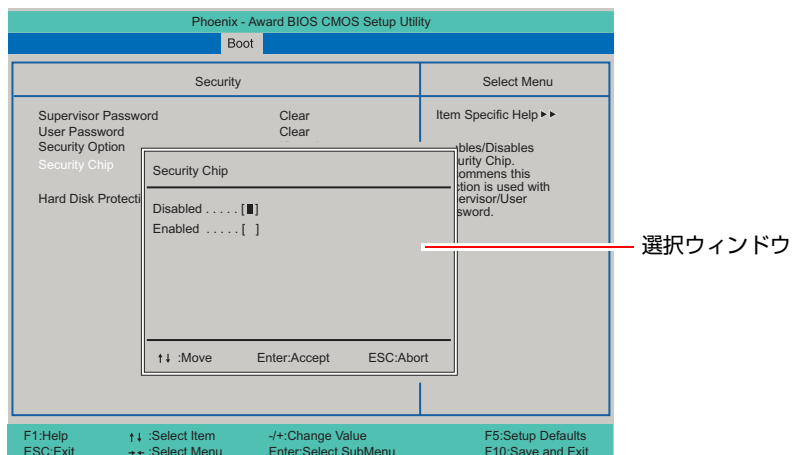 Phoenix - Award BIOS CMOS Setup Utility
Boot
Security
Select Menu
Supervisor Password Clear
User Password Clear
Security Option
Security Chip
Hard Disk Protecti
Item Specific Help▶▶
bles/Disables
urity Chip.
ommens this
ction is used with
ervisor/User
sword.
Security Chip
Disabled . . . . . [■]
Enabled . . . . . [ ]
↑↓ :Move Enter:Accept ESC:Abort
選択ウィンドウ
F1:Help ↑↓ :Select Item -/+:Change Value F5:Setup Defaults
ESC:Exit →← :Select Menu Enter:Select SubMenu F10:Save and Exit